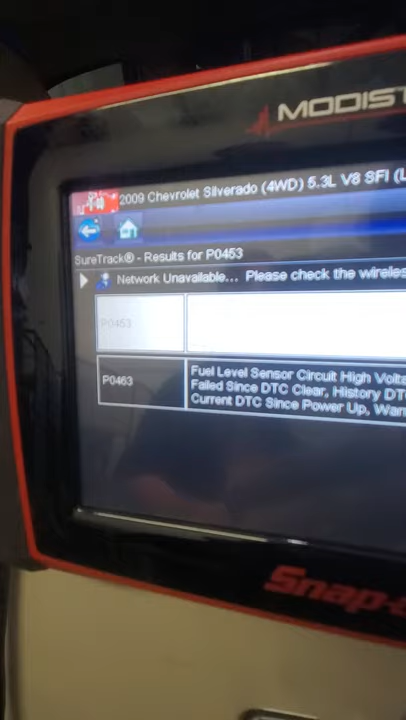 MODIS
2009 Chevrolet Silverado (4WD) 5.3L V8 SFI (L
SureTrack® - Results for P0453
Network Unavailable... Please check the wireles
P0453
P0463
Fuel Level Sensor Circuit High Volta
Failed Since DTC Clear, History DT
Current DTC Since Power Up, Warn
Snap-o